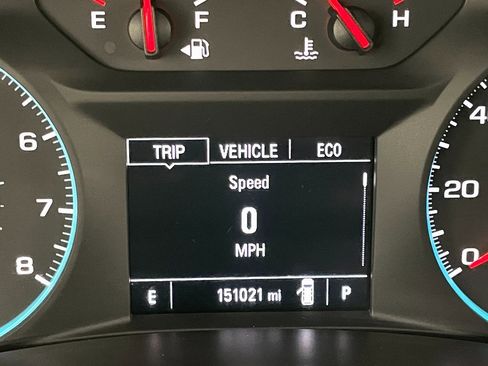 E F C H
TRIP VEHICLE ECO
Speed
0
MPH
E 151021 mi P
6
7
8
4
20
0